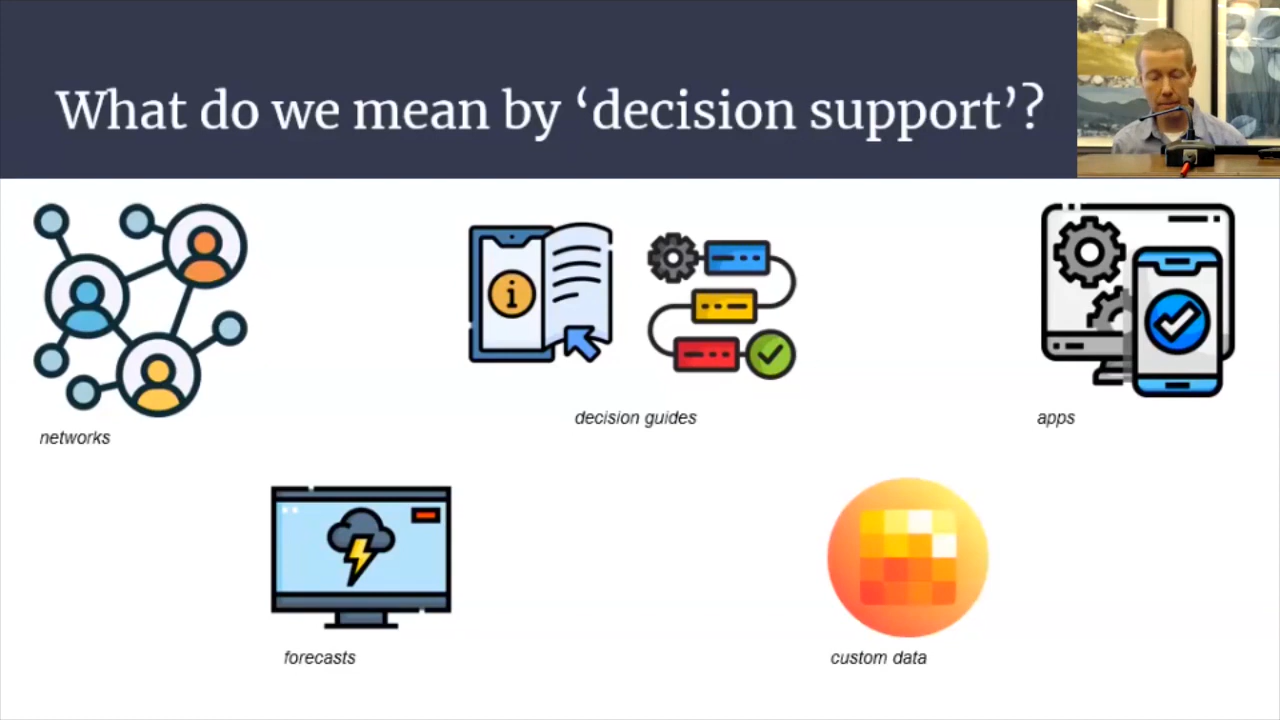 What do we mean by ‘decision support’?
networks
decision guides
apps
forecasts
custom data